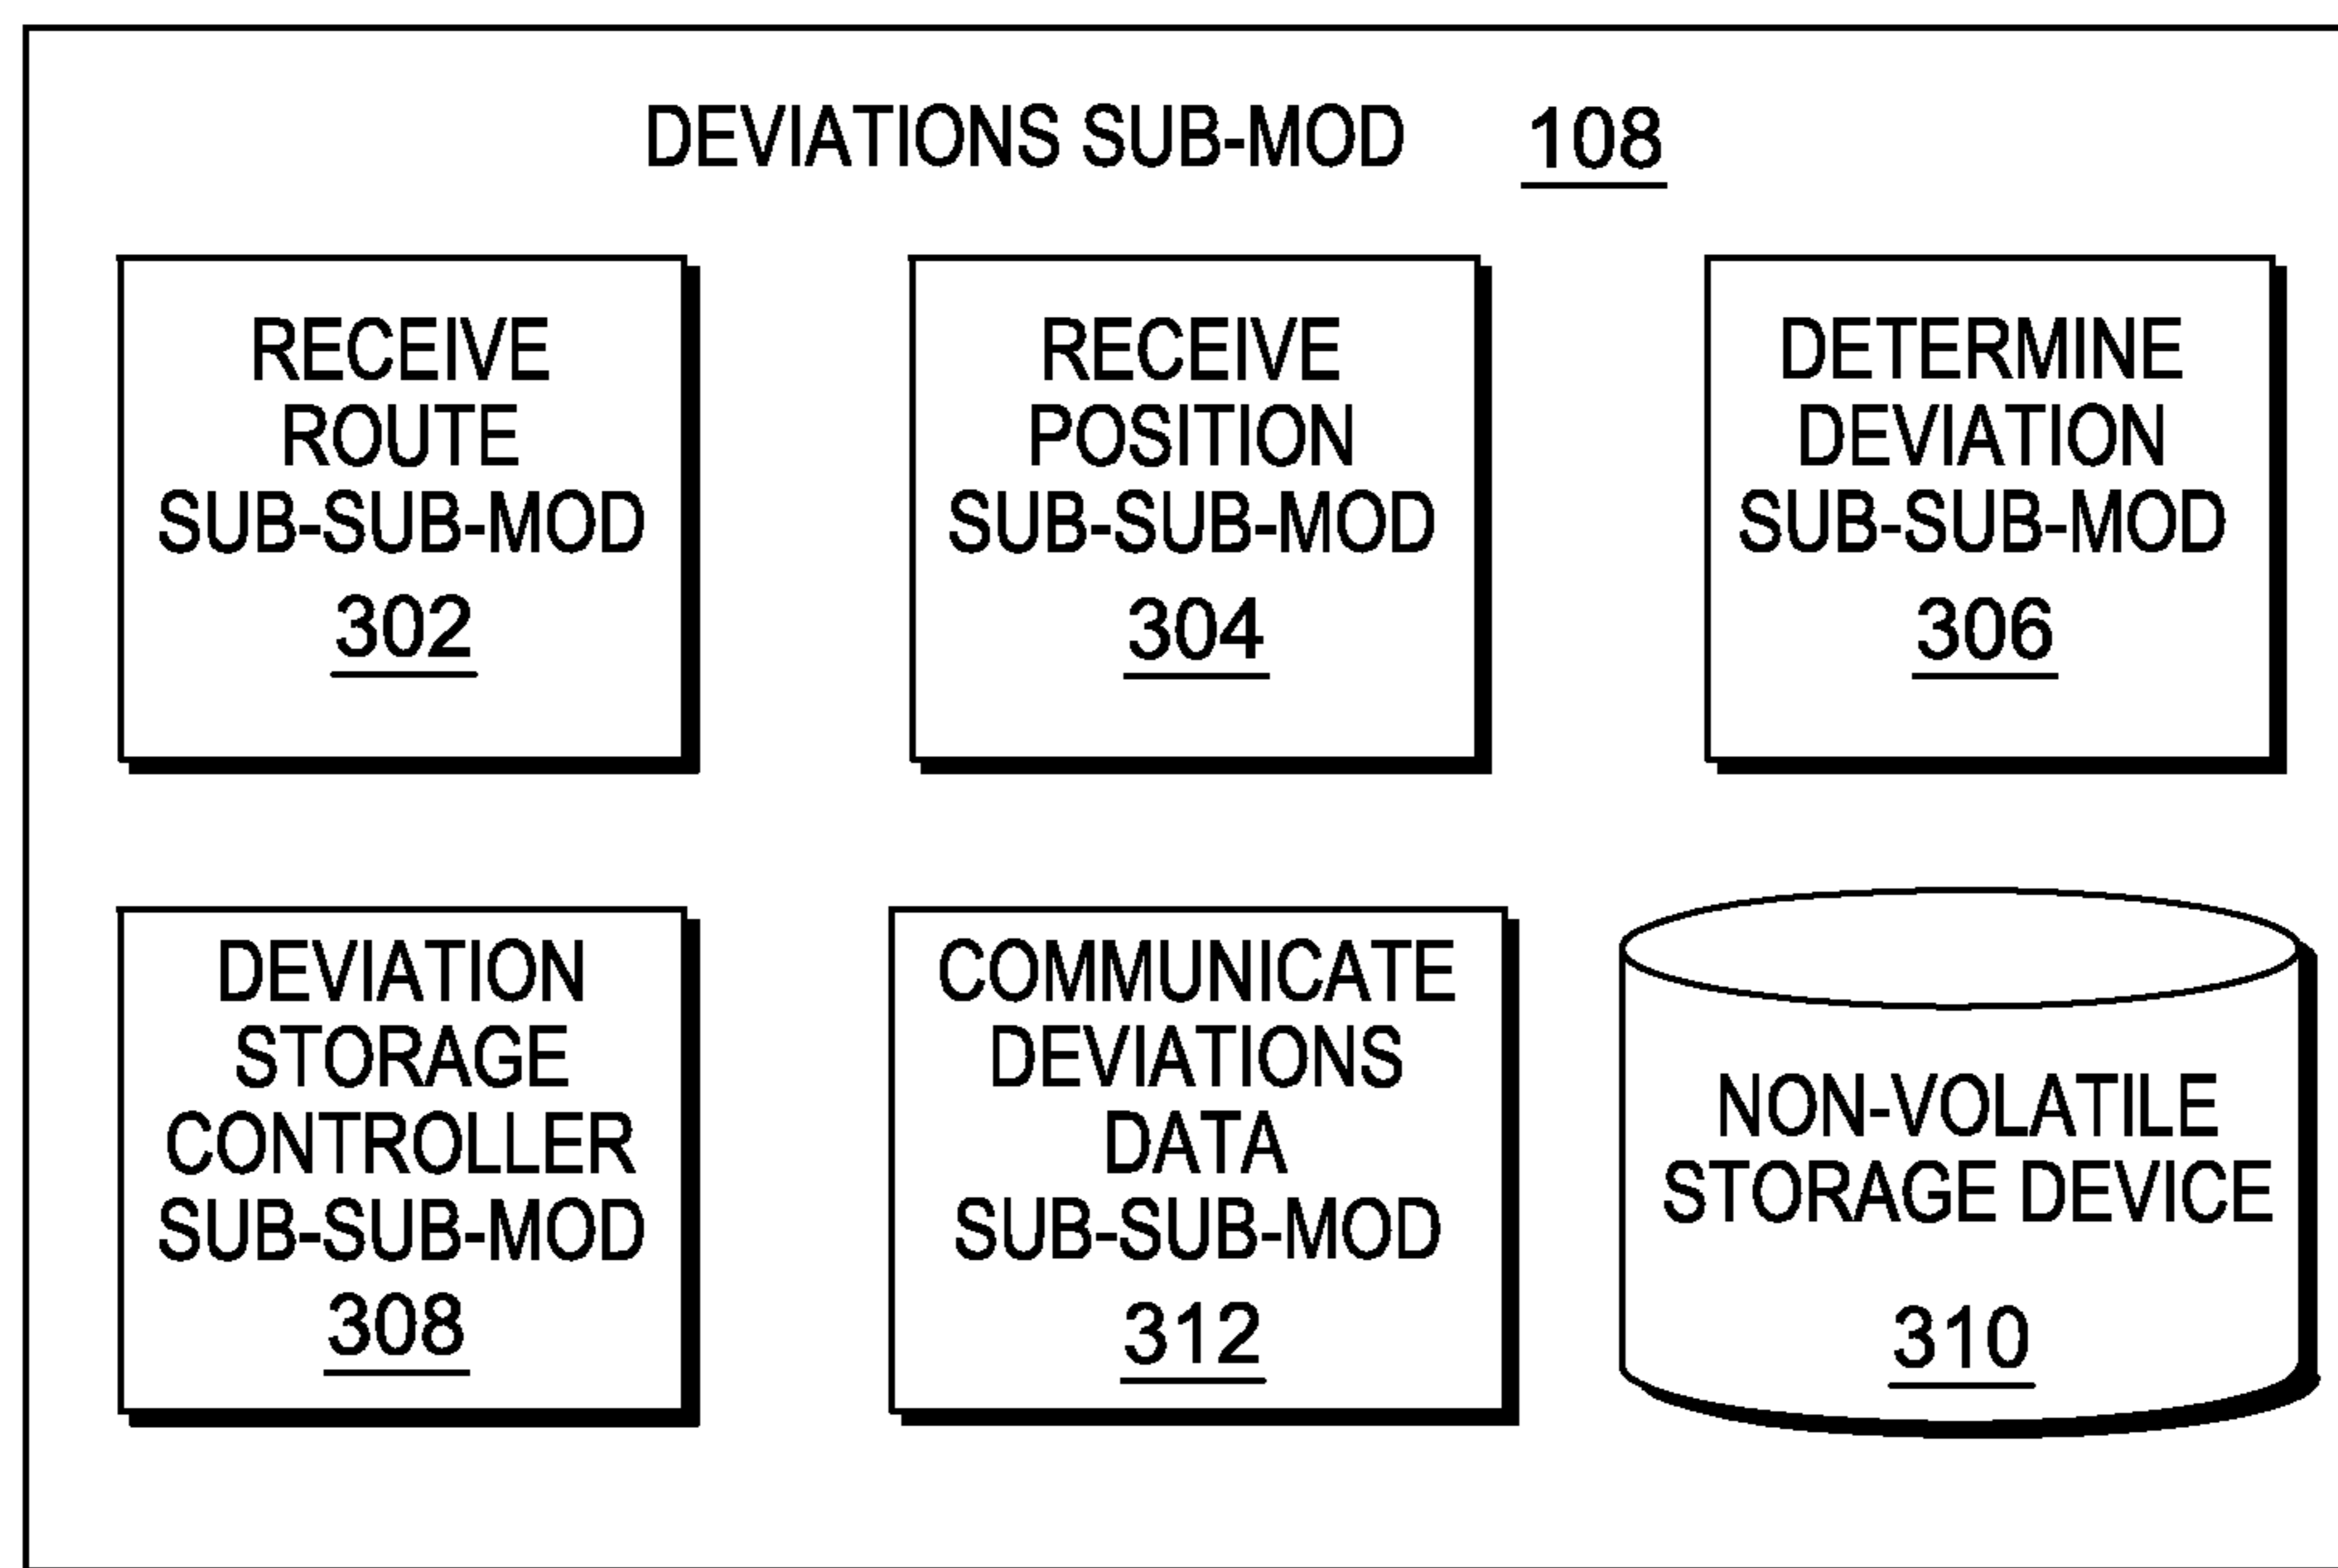 DEVIATIONS SUB-MOD 108
RECEIVE
ROUTE
SUB-SUB-MOD
302
RECEIVE
POSITION
SUB-SUB-MOD
304
DETERMINE
DEVIATION
SUB-SUB-MOD
306
DEVIATION
STORAGE
CONTROLLER
SUB-SUB-MOD
308
COMMUNICATE
DEVIATIONS
DATA
SUB-SUB-MOD
312
NON-VOLATILE
STORAGE DEVICE
310